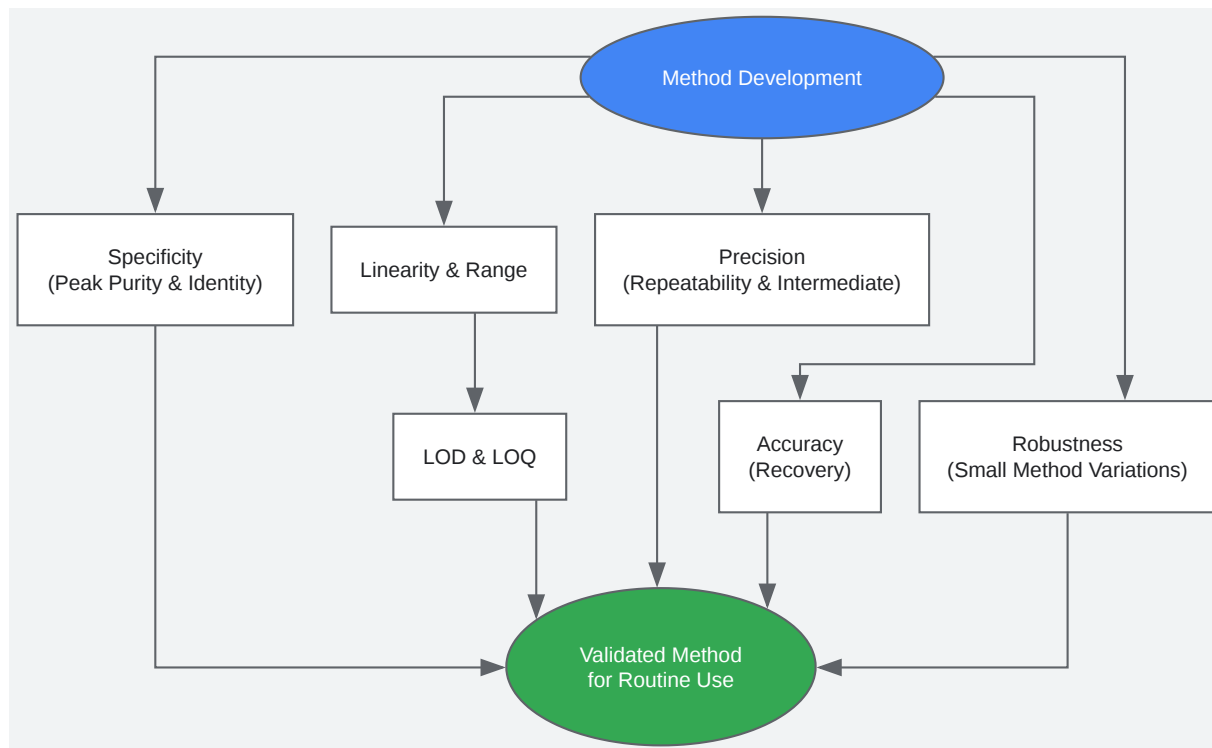 Method Development
Specificity
(Peak Purity & Identity)
Linearity & Range
Precision
(Repeatability & Intermediate)
LOD & LOQ
Accuracy
(Recovery)
Robustness
(Small Method Variations)
Validated Method
for Routine Use